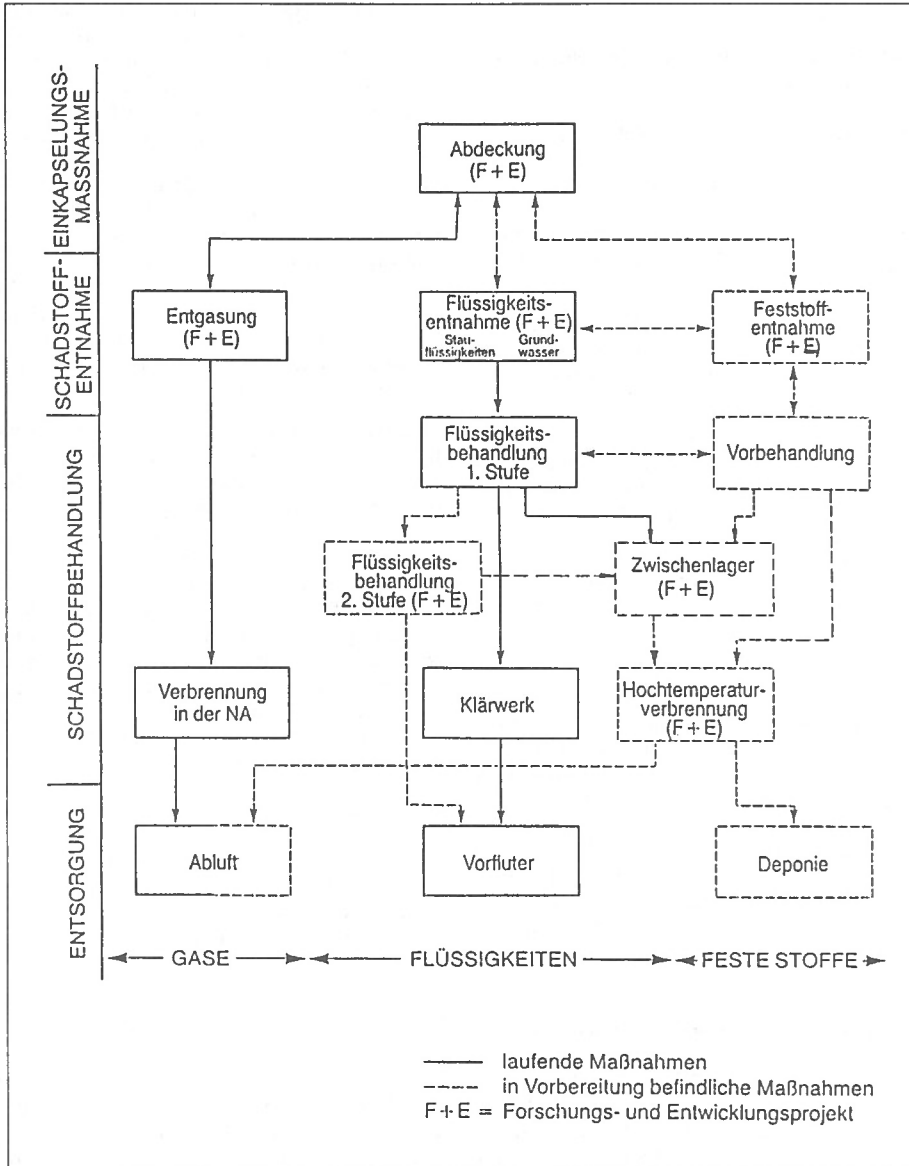 EINKAPSELUNGS-
MASSNAHME
SCHADSTOFF-
ENTNAHME
SCHADSTOFFBEHANDLUNG
ENTSORGUNG
Abdeckung
(F + E)
Entgasung
(F + E)
Flüssigkeits-
entnahme (F + E)
Stau-
flüssigkeiten
Grund-
wasser
Feststoff-
entnahme
(F + E)
Flüssigkeits-
behandlung
1. Stufe
Vorbehandlung
Flüssigkeits-
behandlung
2. Stufe (F + E)
Zwischenlager
(F + E)
Verbrennung
in der NA
Klärwerk
Hochtemperatur-
verbrennung
(F + E)
Abluft
Vorfluter
Deponie
GASE
FLÜSSIGKEITEN
FESTE STOFFE
laufende Maßnahmen
in Vorbereitung befindliche Maßnahmen
F + E = Forschungs- und Entwicklungsprojekt